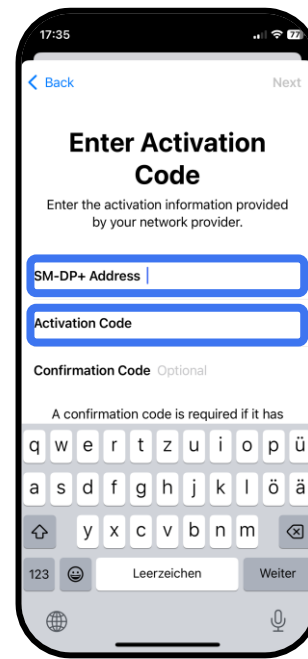 17:35
77
Back
Next
Enter Activation
Code
Enter the activation information provided
by your network provider.
SM-DP+ Address
Activation Code
Confirmation Code Optional
A confirmation code is required if it has
q w e r t z u i o p ü
a s d f g h j k l ö ä
y x c v b n m
123 Leerzeichen Weiter